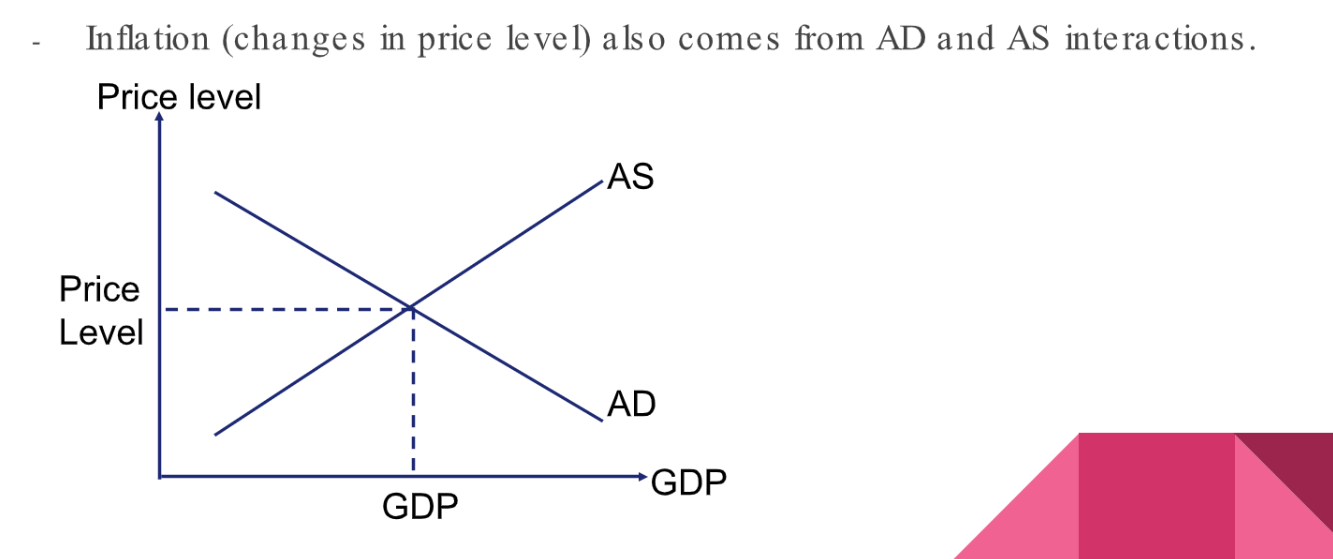 - Inflation (changes in price level) also comes from AD and AS interactions.
Price level
AS
Price
Level
AD
GDP
GDP